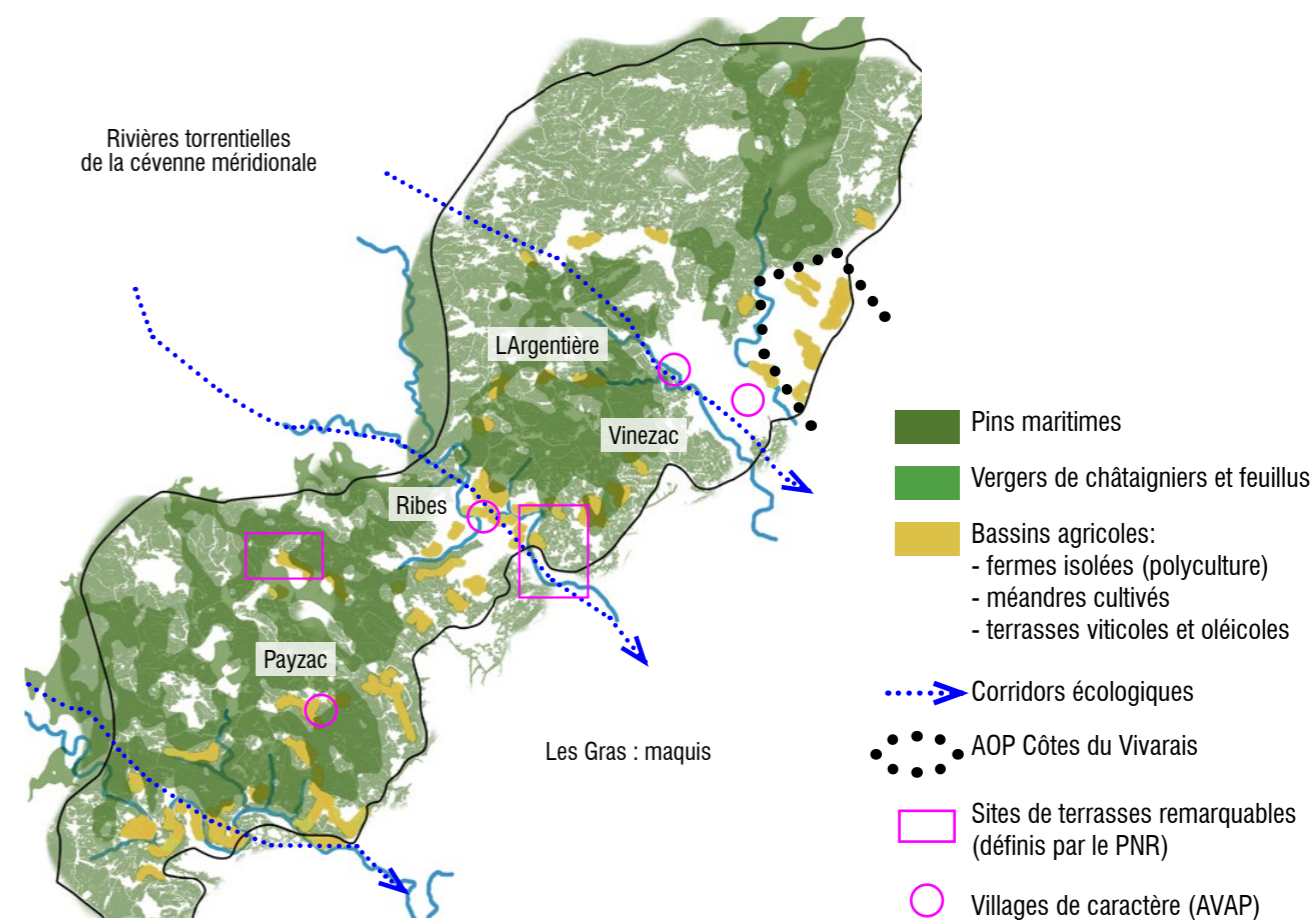 Rivières torrentielles
de la cévenne méridionale
LArgentière
Vinezac
Ribes
Payzac
Les Gras : maquis
Pins maritimes
Vergers de châtaigniers et feuillus
Bassins agricoles:
- fermes isolées (polyculture)
- méandres cultivés
- terrasses viticoles et oléicoles
Corridors écologiques
AOP Côtes du Vivarais
Sites de terrasses remarquables
(définis par le PNR)
Villages de caractère (AVAP)